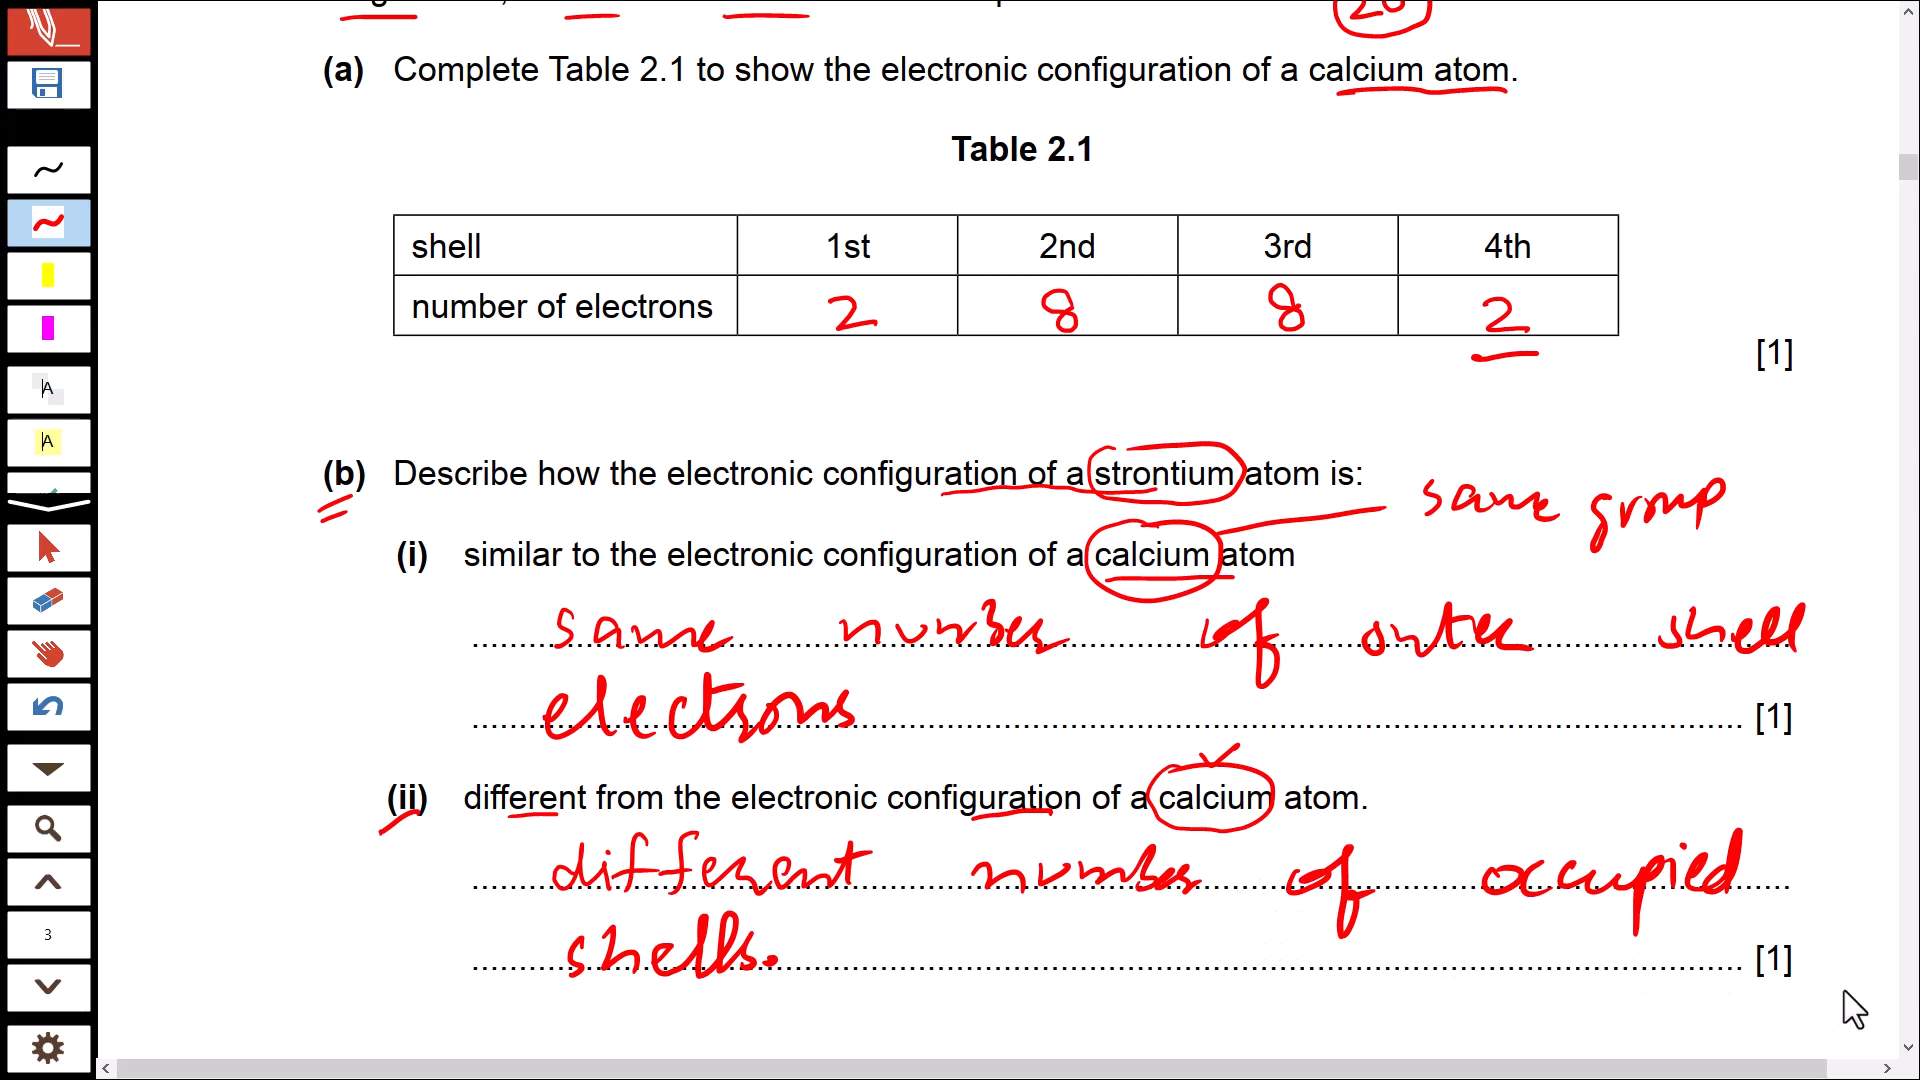 20
(a) Complete Table 2.1 to show the electronic configuration of a calcium atom.
Table 2.1
shell 1st 2nd 3rd 4th
number of electrons 2 8 8 2
[1]
(b) Describe how the electronic configuration of a strontium atom is:
same group
(i) similar to the electronic configuration of a calcium atom
same number of outer shell
electrons [1]
(ii) different from the electronic configuration of a calcium atom.
different number of occupied
shells. [1]
A
A
3